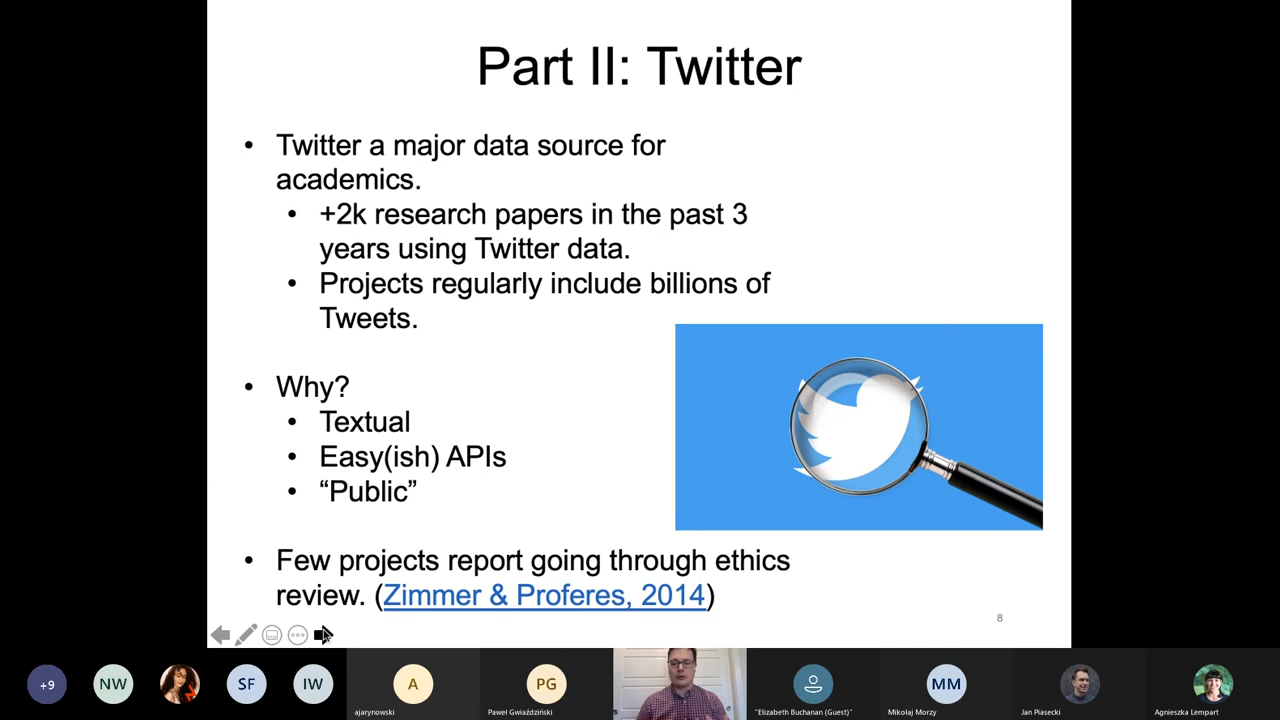 Part II: Twitter
• Twitter a major data source for
academics.
• +2k research papers in the past 3
years using Twitter data.
• Projects regularly include billions of
Tweets.
• Why?
• Textual
• Easy(ish) APIs
• “Public”
• Few projects report going through ethics
review. (Zimmer & Proferes, 2014)
8
+9
NW
SF
IW
A
ajarynowski
PG
Paweł Gwiaździński
"Elizabeth Buchanan (Guest)"
MM
Mikołaj Morzy
Jan Piasecki
Agnieszka Lempart